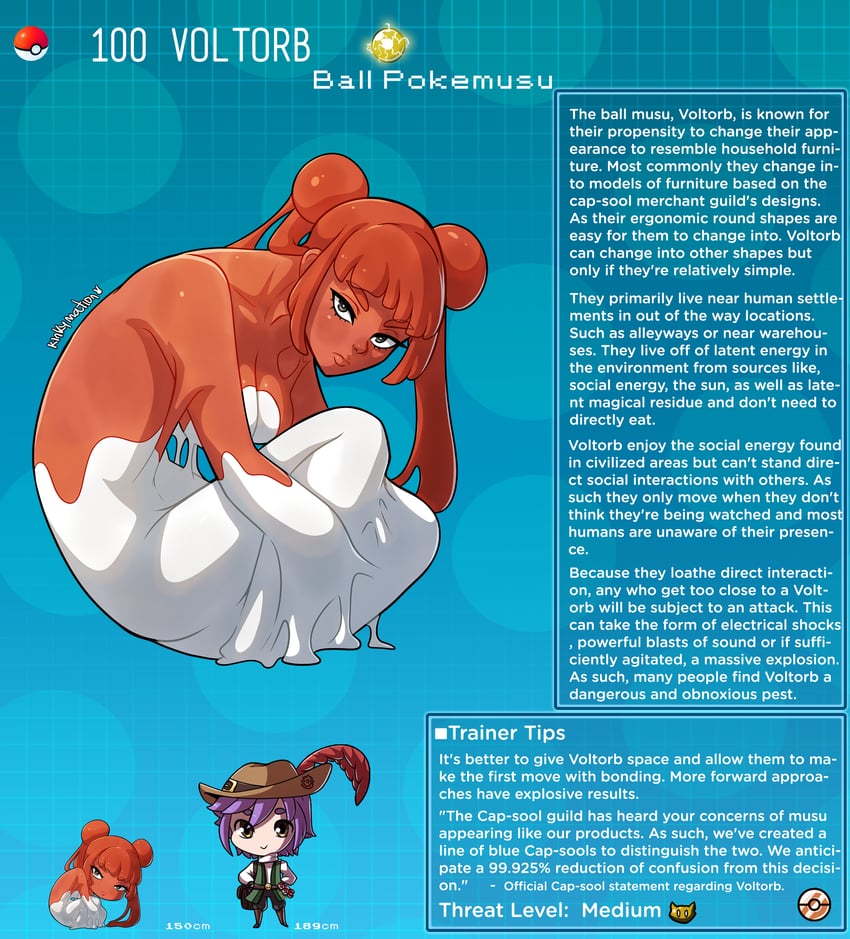 100 VOLTORB
Ball Pokemusu
The ball musu, Voltorb, is known for
their propensity to change their app-
earance to resemble household furni-
ture. Most commonly they change in-
to models of furniture based on the
cap-sool merchant guild's designs.
As their ergonomic round shapes are
easy for them to change into. Voltorb
can change into other shapes but
only if they're relatively simple.
They primarily live near human settle-
ments in out of the way locations.
Such as alleyways or near warehou-
ses. They live off of latent energy in
the environment from sources like,
social energy, the sun, as well as late-
nt magical residue and don't need to
directly eat.
Voltorb enjoy the social energy found
in civilized areas but can't stand dire-
ct social interactions with others. As
such they only move when they don't
think they're being watched and most
humans are unaware of their presen-
ce.
Because they loathe direct interacti-
on, any who get too close to a Volt-
orb will be subject to an attack. This
can take the form of electrical shocks
, powerful blasts of sound or if suffi-
ciently agitated, a massive explosion.
As such, many people find Voltorb a
dangerous and obnoxious pest.
KinkyMation
■Trainer Tips
It's better to give Voltorb space and allow them to ma-
ke the first move with bonding. More forward approa-
ches have explosive results.
"The Cap-sool guild has heard your concerns of musu
appearing like our products. As such, we've created a
line of blue Cap-sools to distinguish the two. We antici-
pate a 99.925% reduction of confusion from this decisi-
on." - Official Cap-sool statement regarding Voltorb.
Threat Level: Medium
150cm
189cm